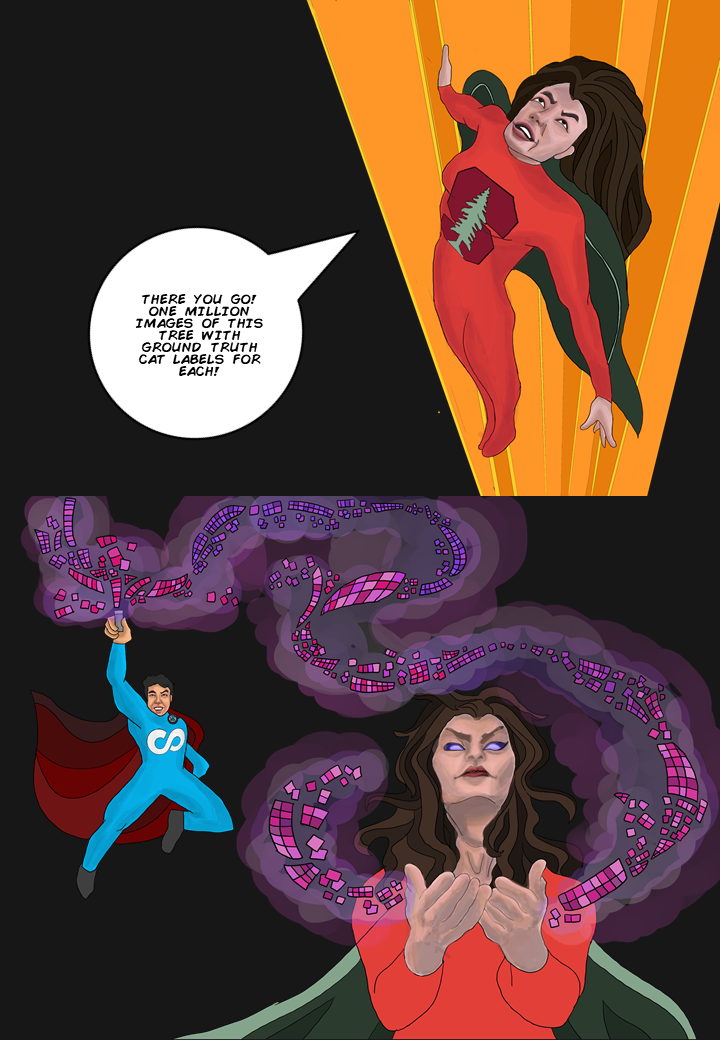 THERE YOU GO!
ONE MILLION
IMAGES OF THIS
TREE WITH
GROUND TRUTH
CAT LABELS FOR
EACH!